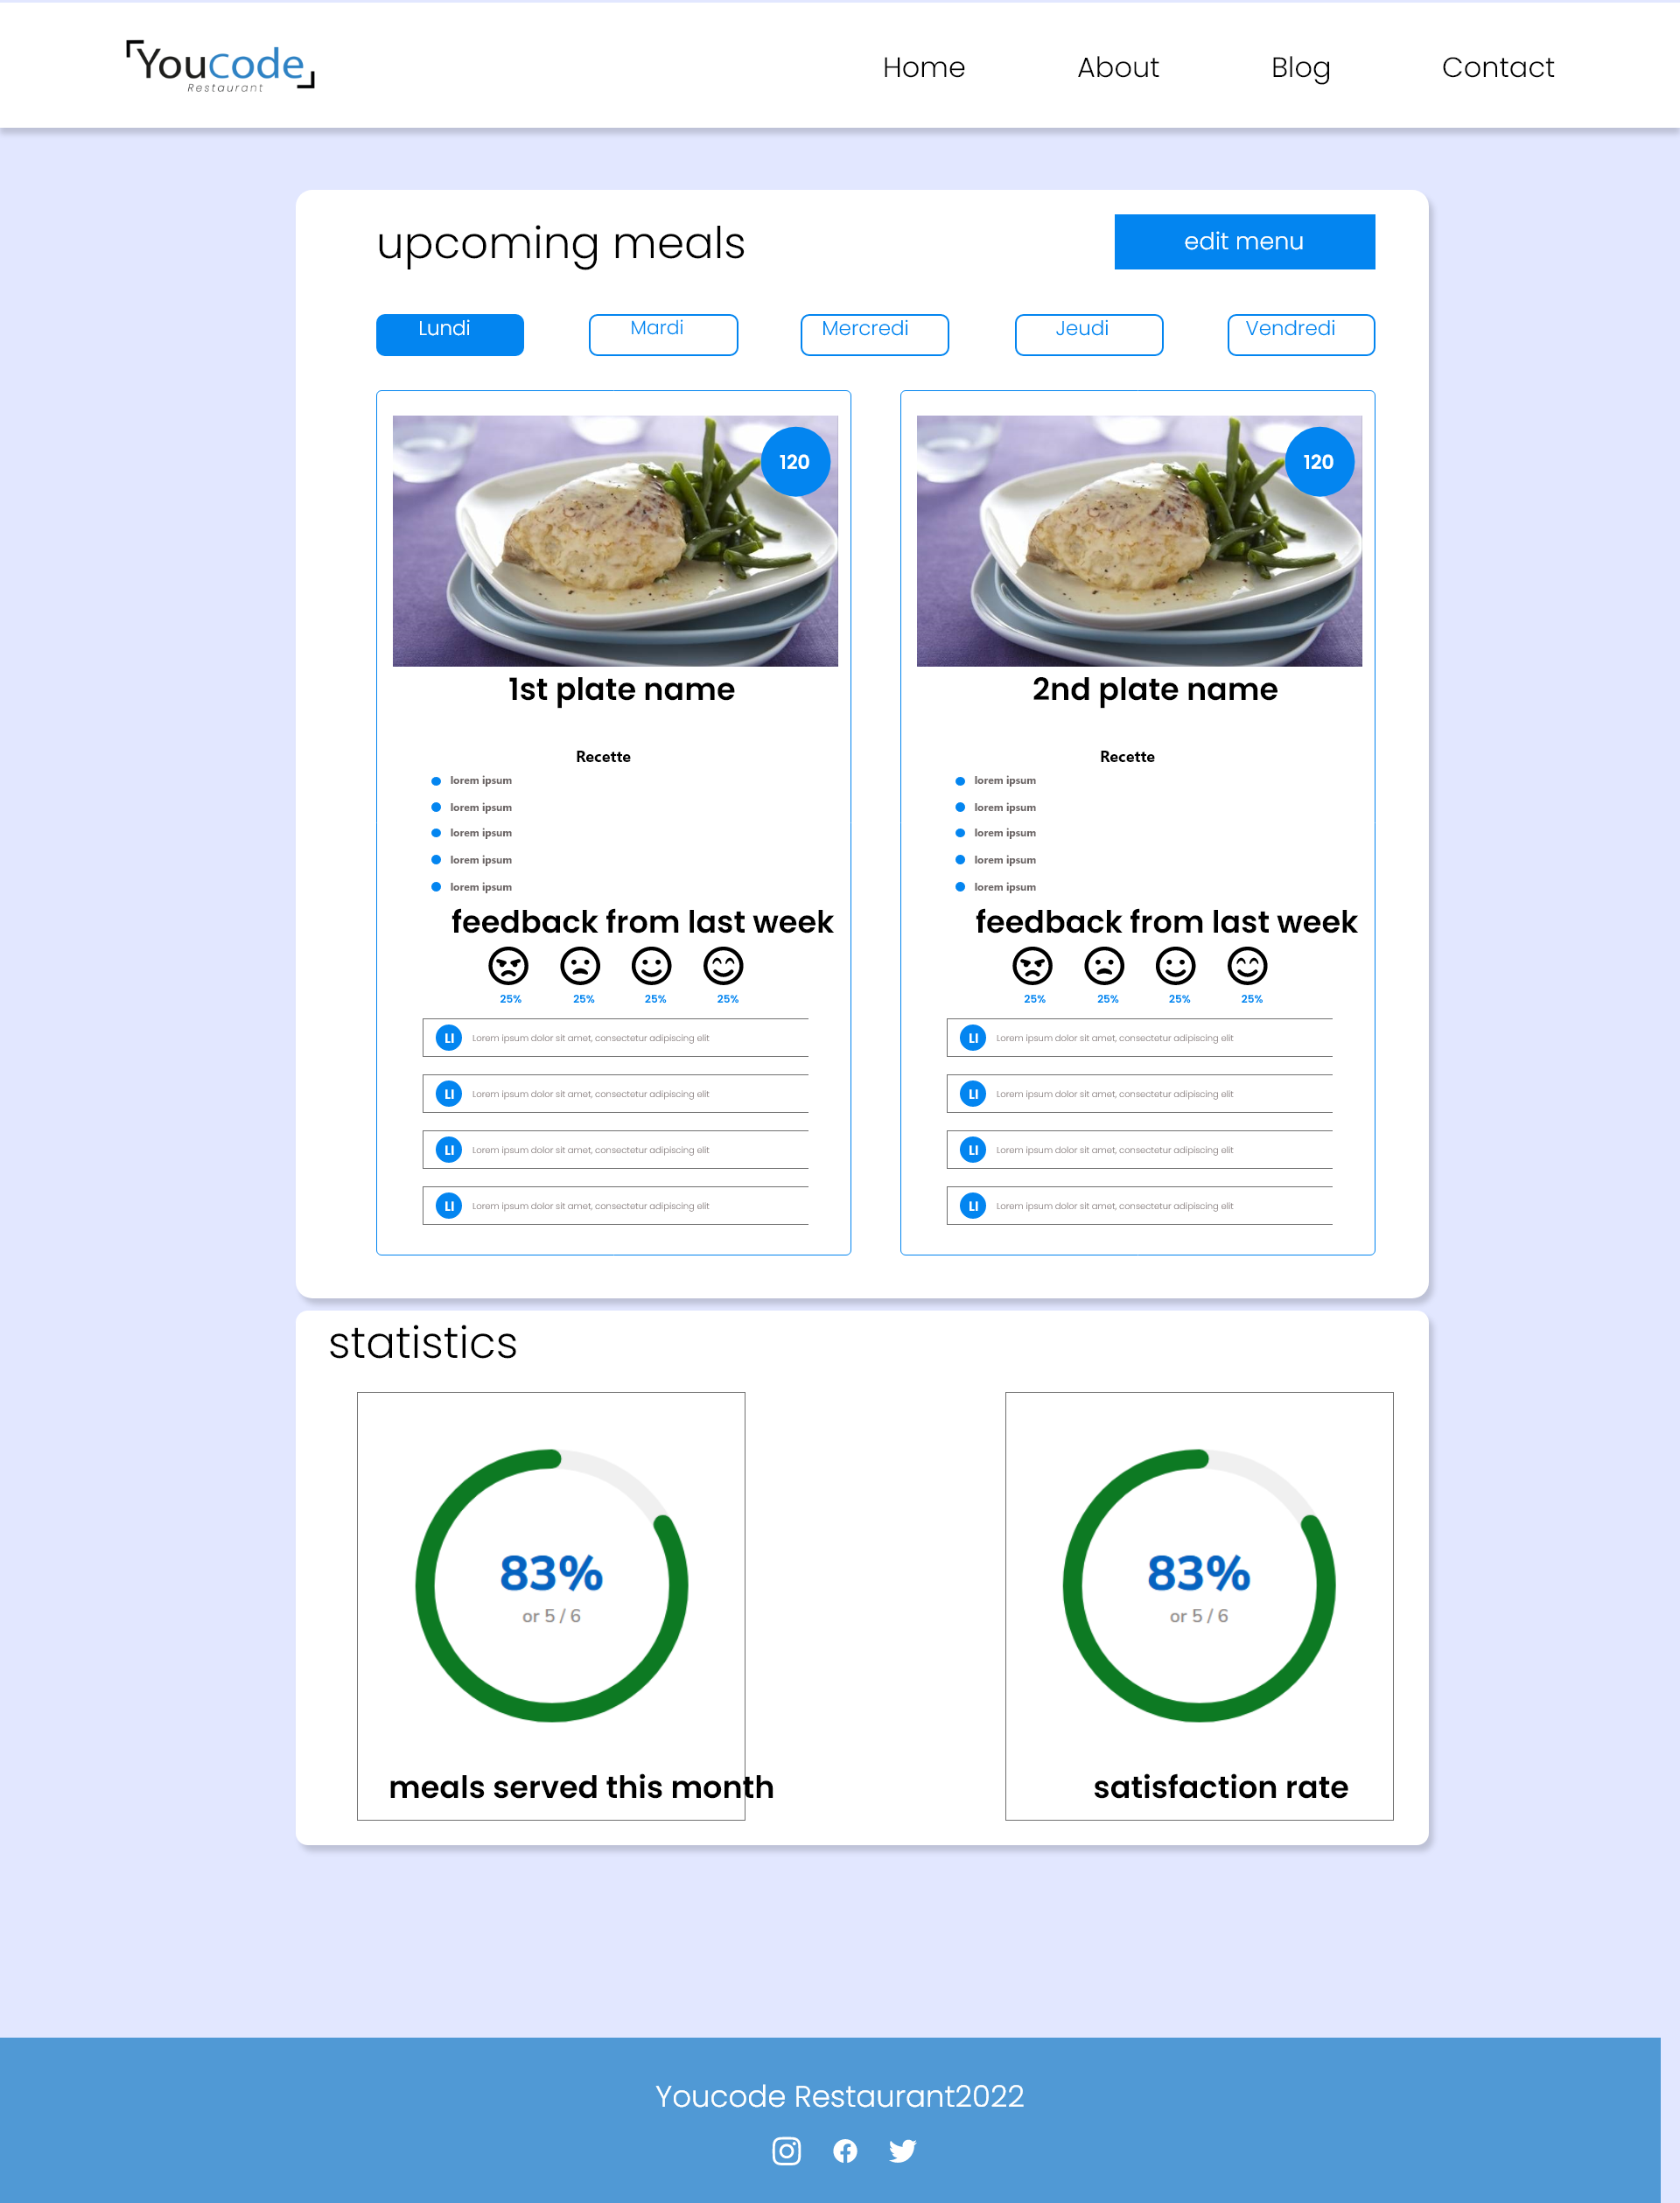 YouCode
Restaurant
Home About Blog Contact
upcoming meals
edit menu
Lundi Mardi Mercredi Jeudi Vendredi
120
1st plate name
Recette
lorem ipsum
lorem ipsum
lorem ipsum
lorem ipsum
lorem ipsum
feedback from last week
25% 25% 25% 25%
LI Lorem ipsum dolor sit amet, consectetur adipiscing elit
LI Lorem ipsum dolor sit amet, consectetur adipiscing elit
LI Lorem ipsum dolor sit amet, consectetur adipiscing elit
LI Lorem ipsum dolor sit amet, consectetur adipiscing elit
120
2nd plate name
Recette
lorem ipsum
lorem ipsum
lorem ipsum
lorem ipsum
lorem ipsum
feedback from last week
25% 25% 25% 25%
LI Lorem ipsum dolor sit amet, consectetur adipiscing elit
LI Lorem ipsum dolor sit amet, consectetur adipiscing elit
LI Lorem ipsum dolor sit amet, consectetur adipiscing elit
LI Lorem ipsum dolor sit amet, consectetur adipiscing elit
statistics
83%
or 5 / 6
meals served this month
83%
or 5 / 6
satisfaction rate
Youcode Restaurant2022